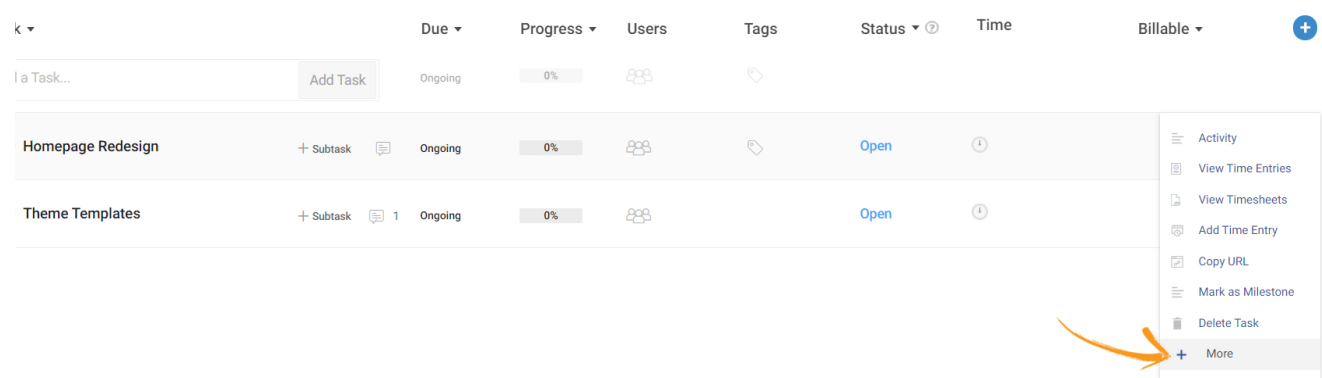 k Due Progress Users Tags Status Time Billable
a Task... Add Task Ongoing 0%
Homepage Redesign + Subtask Ongoing 0% Open
Theme Templates + Subtask 1 Ongoing 0% Open
Activity
View Time Entries
View Timesheets
Add Time Entry
Copy URL
Mark as Milestone
Delete Task
+ More